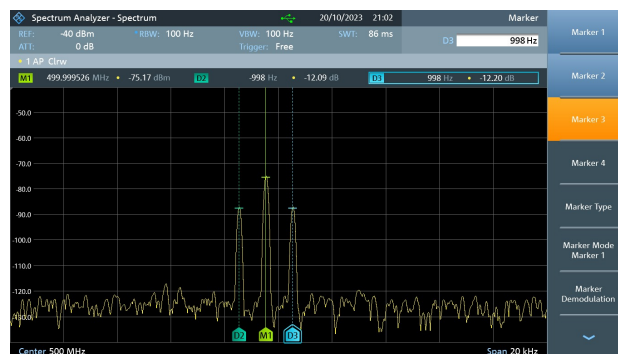 Spectrum Analyzer - Spectrum 20/10/2023 21:02 Marker
REF: -40 dBm *RBW: 100 Hz VBW: 100 Hz SWT: 86 ms
ATT: 0 dB Trigger: Free D3 998 Hz
1 AP Clrw
M1 499.999526 MHz • -75.17 dBm D2 -998 Hz • -12.09 dB D3 998 Hz • -12.20 dB
-50.0
-60.0
-70.0
-80.0
-90.0
-100.0
-110.0
-120.0
-130.0
D2 M1 D3
Center 500 MHz Span 20 kHz
Marker 1
Marker 2
Marker 3
Marker 4
Marker Type
Marker Mode
Marker 1
Marker
Demodulation